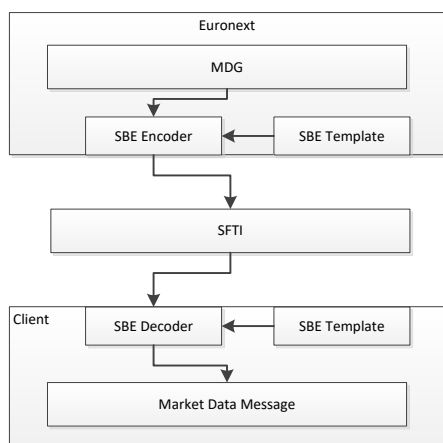 Euronext
MDG
SBE Encoder
SBE Template
SFTI
Client
SBE Decoder
SBE Template
Market Data Message